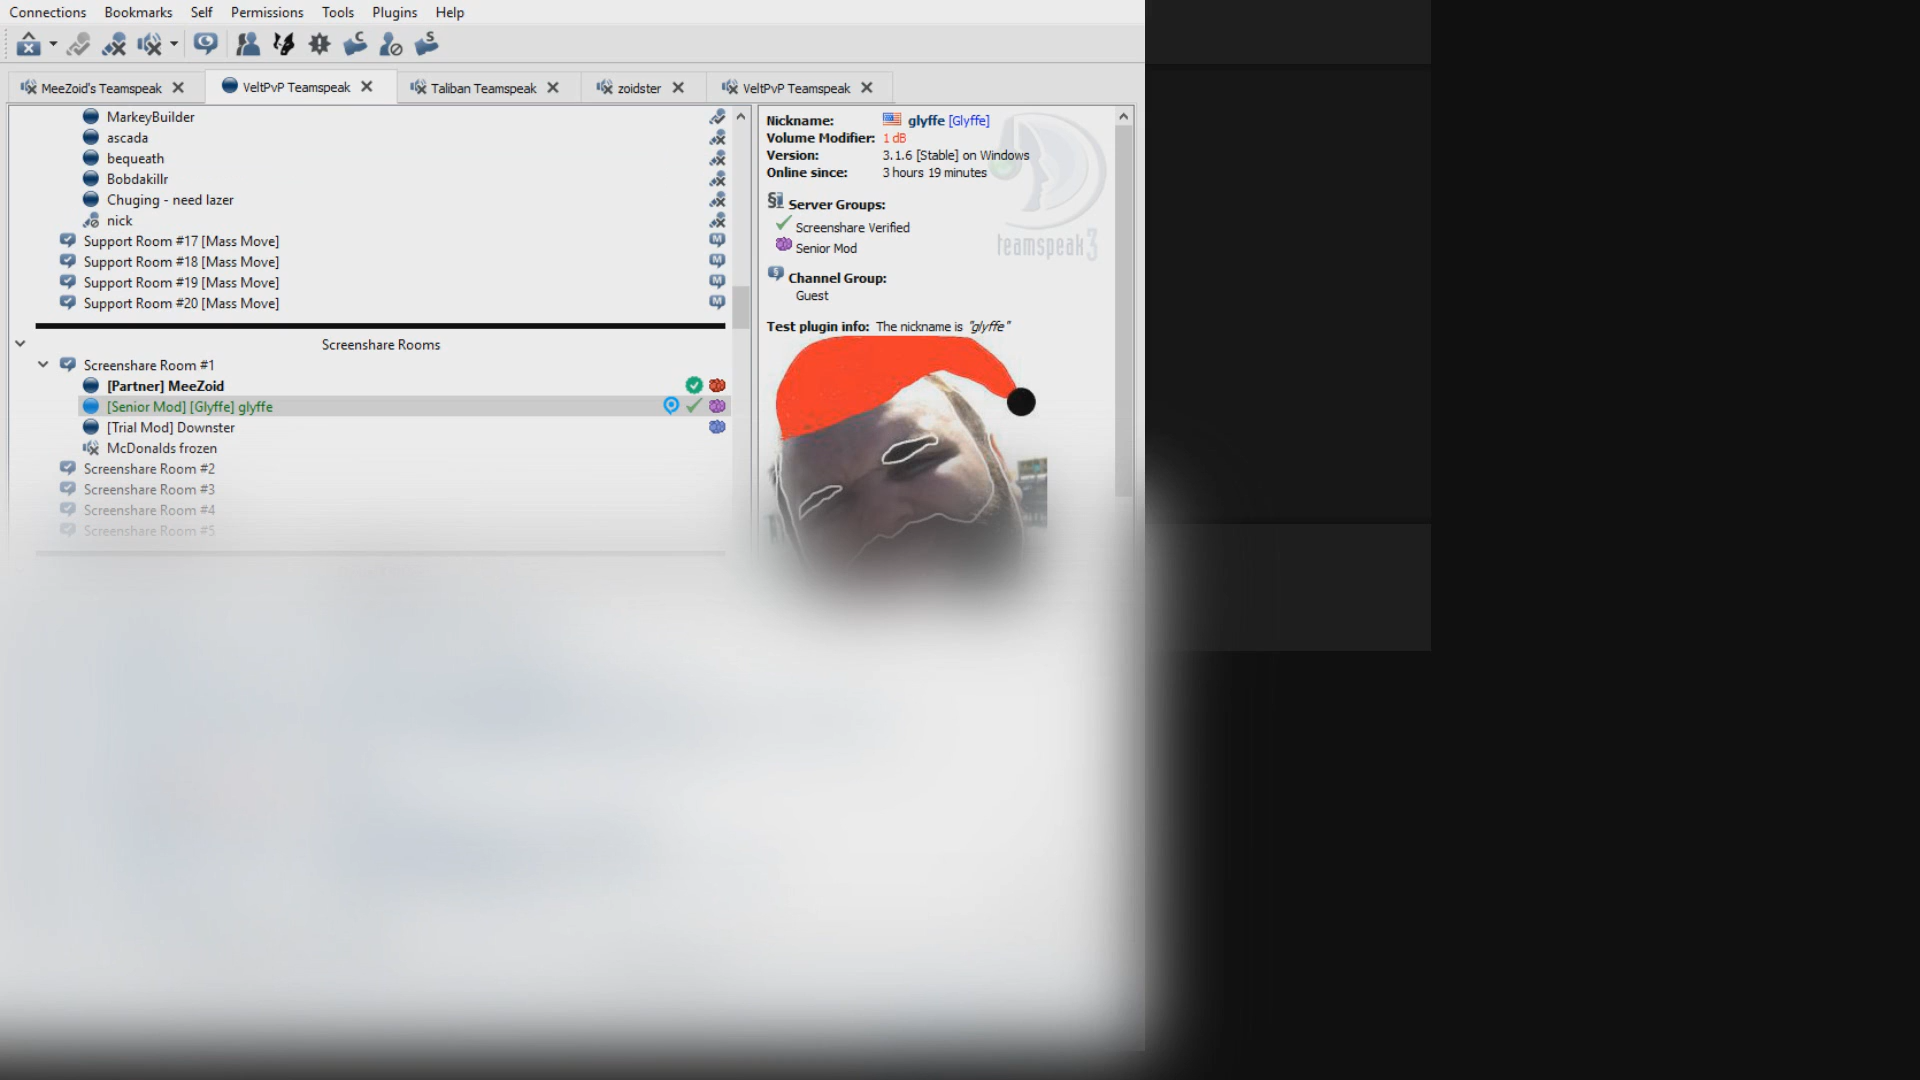 Connections Bookmarks Self Permissions Tools Plugins Help
MeeZoid's Teamspeak VeltPvP Teamspeak Taliban Teamspeak zoidster VeltPvP Teamspeak
MarkeyBuilder
ascada
bequeath
Bobdakillr
Chuging - need lazer
nick
Support Room #17 [Mass Move]
Support Room #18 [Mass Move]
Support Room #19 [Mass Move]
Support Room #20 [Mass Move]
Screenshare Rooms
Screenshare Room #1
[Partner] MeeZoid
[Senior Mod] [Glyffe] glyffe
[Trial Mod] Downster
McDonalds frozen
Screenshare Room #2
Screenshare Room #3
Screenshare Room #4
Screenshare Room #5
Nickname: glyffe [Glyffe]
Volume Modifier: 1 dB
Version: 3.1.6 [Stable] on Windows
Online since: 3 hours 19 minutes
Server Groups:
Screenshare Verified
Senior Mod
teamspeak3
Channel Group:
Guest
Test plugin info: The nickname is "glyffe"